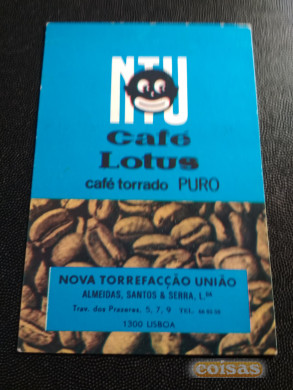 NTU
Café
Lotus
café torrado PURO
NOVA TORREFACÇÃO UNIÃO
ALMEIDAS, SANTOS & SERRA, L.DA
Trav. dos Prazeres, 5, 7, 9 TEL.
1300 LISBOA
coisas